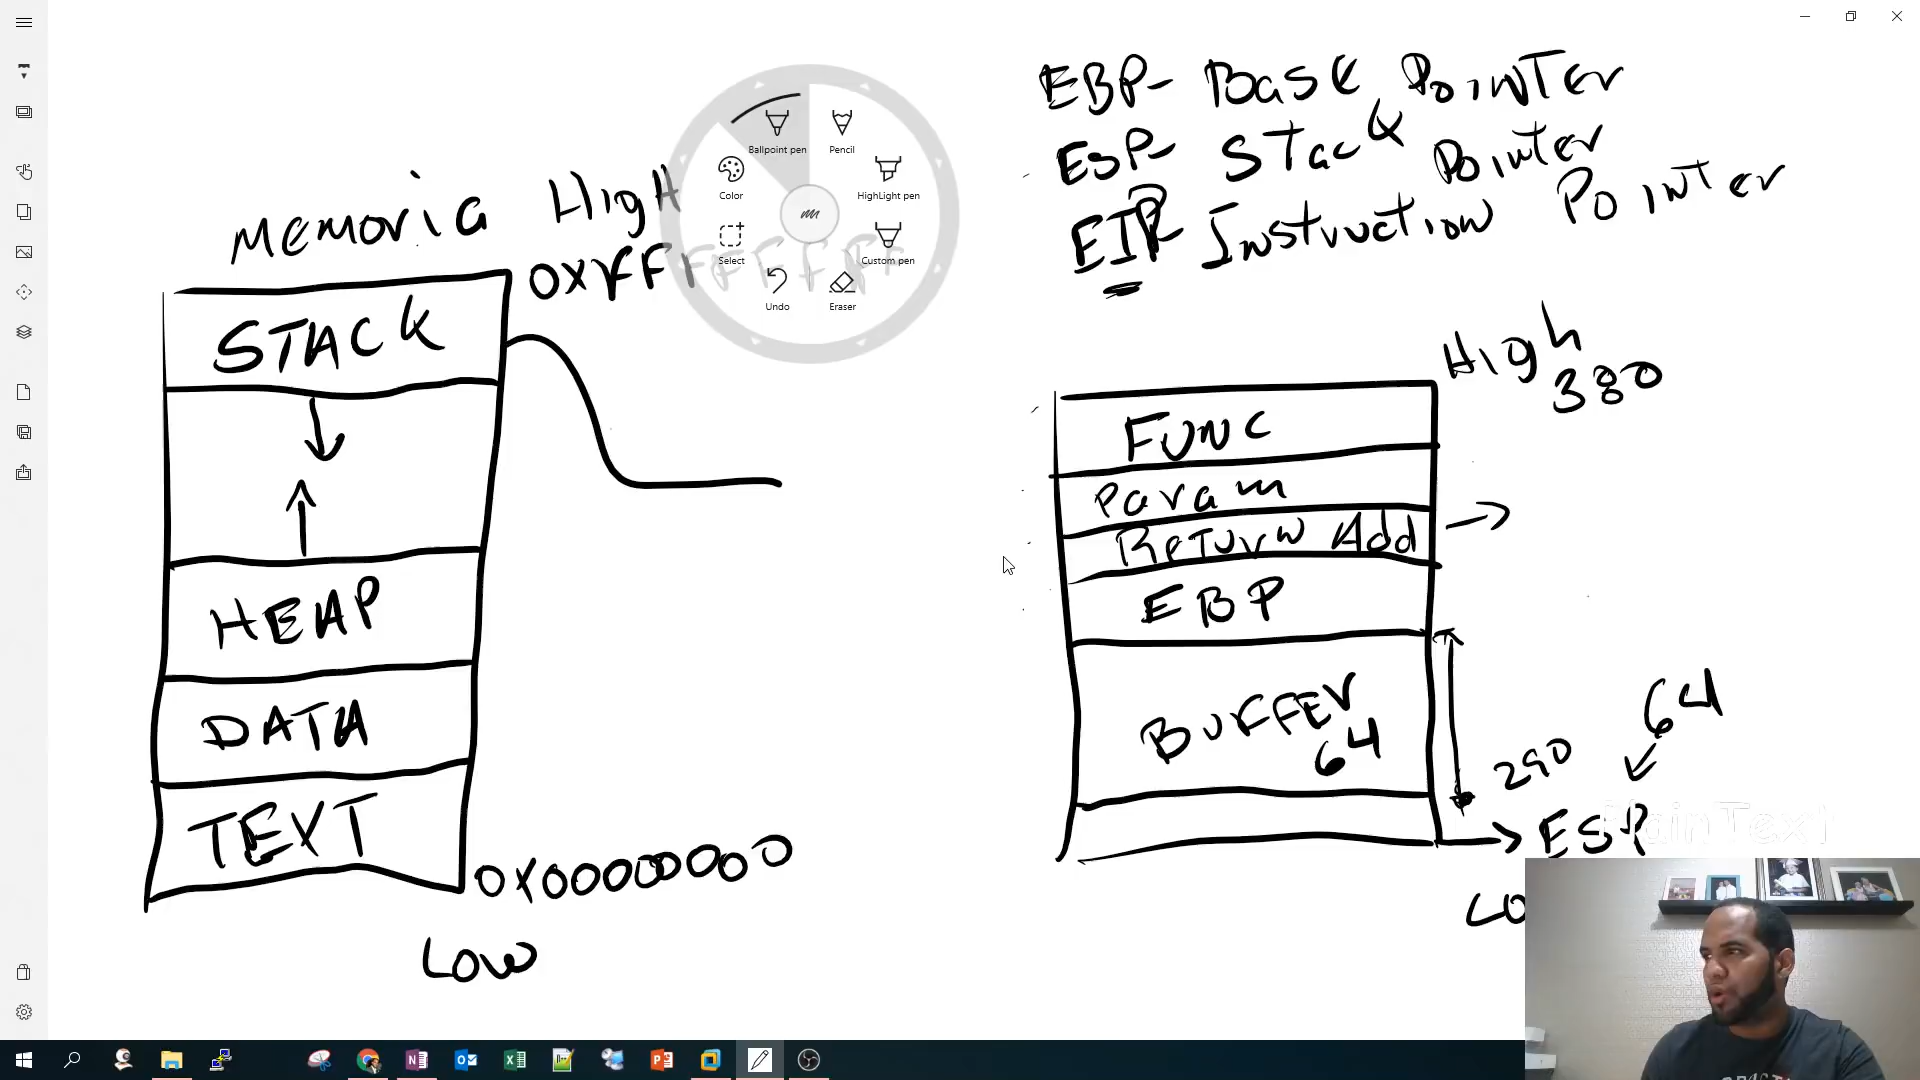 EBP- Base Pointer
ESP- Stack Pointer
EIP- Instruction Pointer
Memoria High
STACK
HEAP
DATA
TEXT
0x00000000
Low
Ballpoint pen
Pencil
Color
HighLight pen
Select
Custom pen
Undo
Eraser
High
380
FUNC
Param
Return Add
EBP
BUFFER
64
64
290
ESP